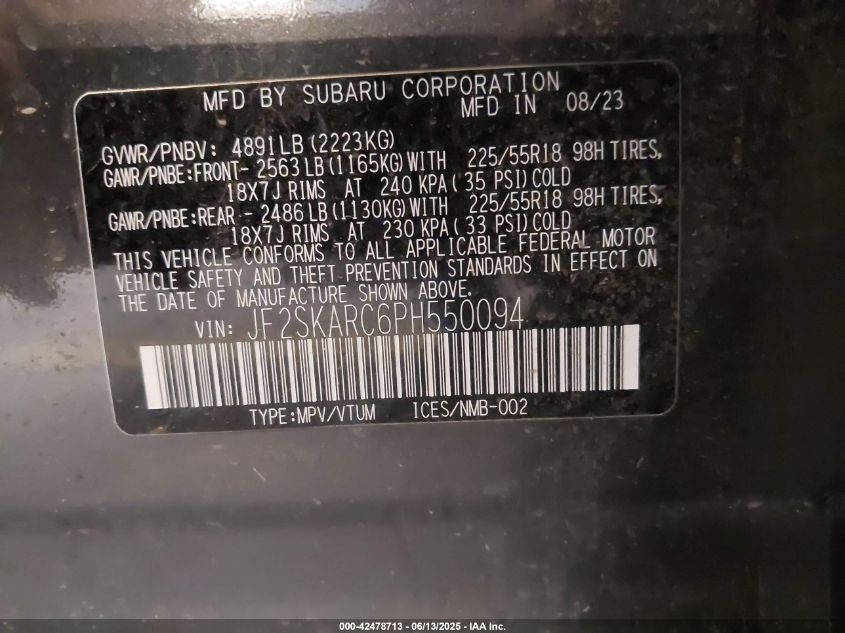 MFD BY SUBARU CORPORATION
MFD IN 08/23
GVWR/PNBV: 4891LB (2223KG)
GAWR/PNBE:FRONT- 2563 LB (1165KG) WITH 225/55R18 98H TIRES,
18X7J RIMS AT 240 KPA ( 35 PSI) COLD
GAWR/PNBE:REAR - 2486 LB (1130KG) WITH 225/55R18 98H TIRES,
18X7J RIMS AT 230 KPA ( 33 PSI) COLD
THIS VEHICLE CONFORMS TO ALL APPLICABLE FEDERAL MOTOR
VEHICLE SAFETY AND THEFT PREVENTION STANDARDS IN EFFECT ON
THE DATE OF MANUFACTURE SHOWN ABOVE.
VIN: JF2SKARC6PH550094
TYPE:MPV/VTUM ICES/NMB-002
000-42478713 - 06/13/2025 - IAA Inc.